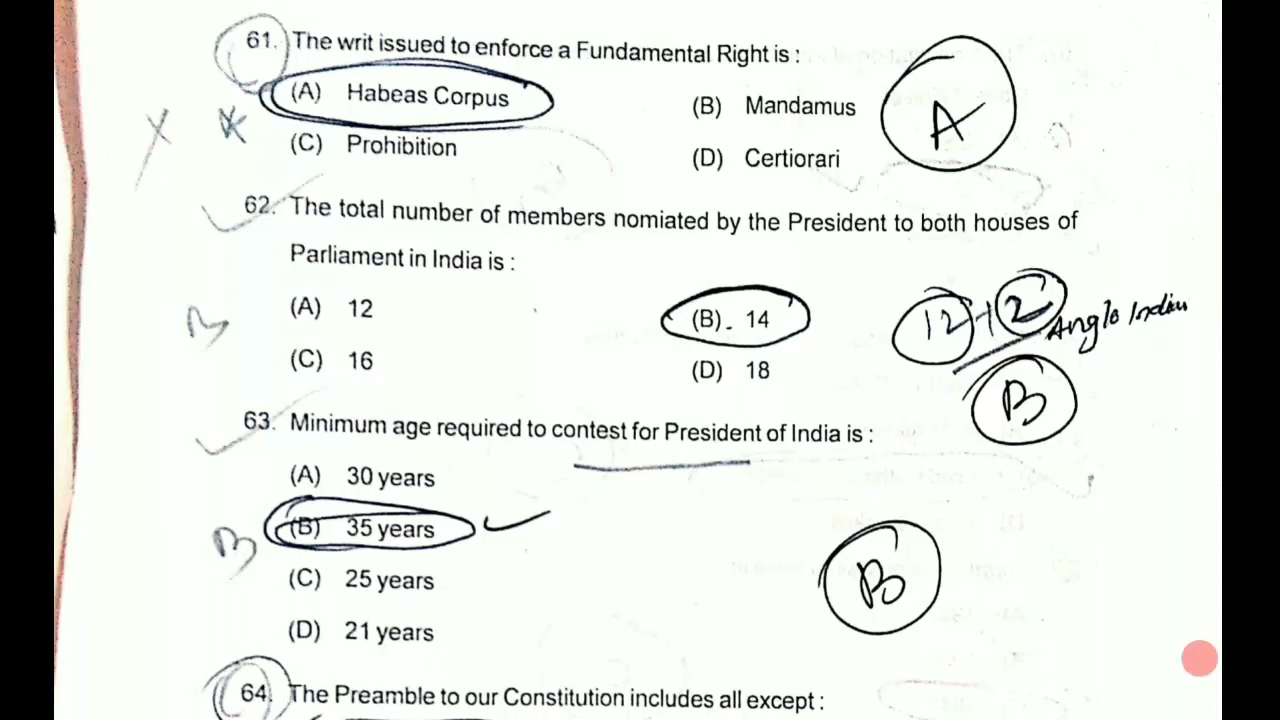 61. The writ issued to enforce a Fundamental Right is :
(A) Habeas Corpus
(B) Mandamus
A
(C) Prohibition
(D) Certiorari
62. The total number of members nomiated by the President to both houses of
Parliament in India is :
(A) 12
(B) 14
12+2
Anglo Indian
B
(C) 16
(D) 18
B
63. Minimum age required to contest for President of India is :
(A) 30 years
(B) 35 years
B
(C) 25 years
B
(D) 21 years
64. The Preamble to our Constitution includes all except :